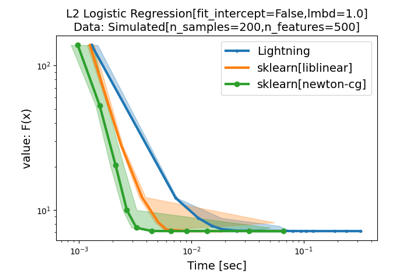 L2 Logistic Regression[fit_intercept=False,lmbd=1.0]
Data: Simulated[n_samples=200,n_features=500]
Lightning
sklearn[liblinear]
sklearn[newton-cg]
value: F(x)
10²
10¹
10⁻³
10⁻²
10⁻¹
Time [sec]